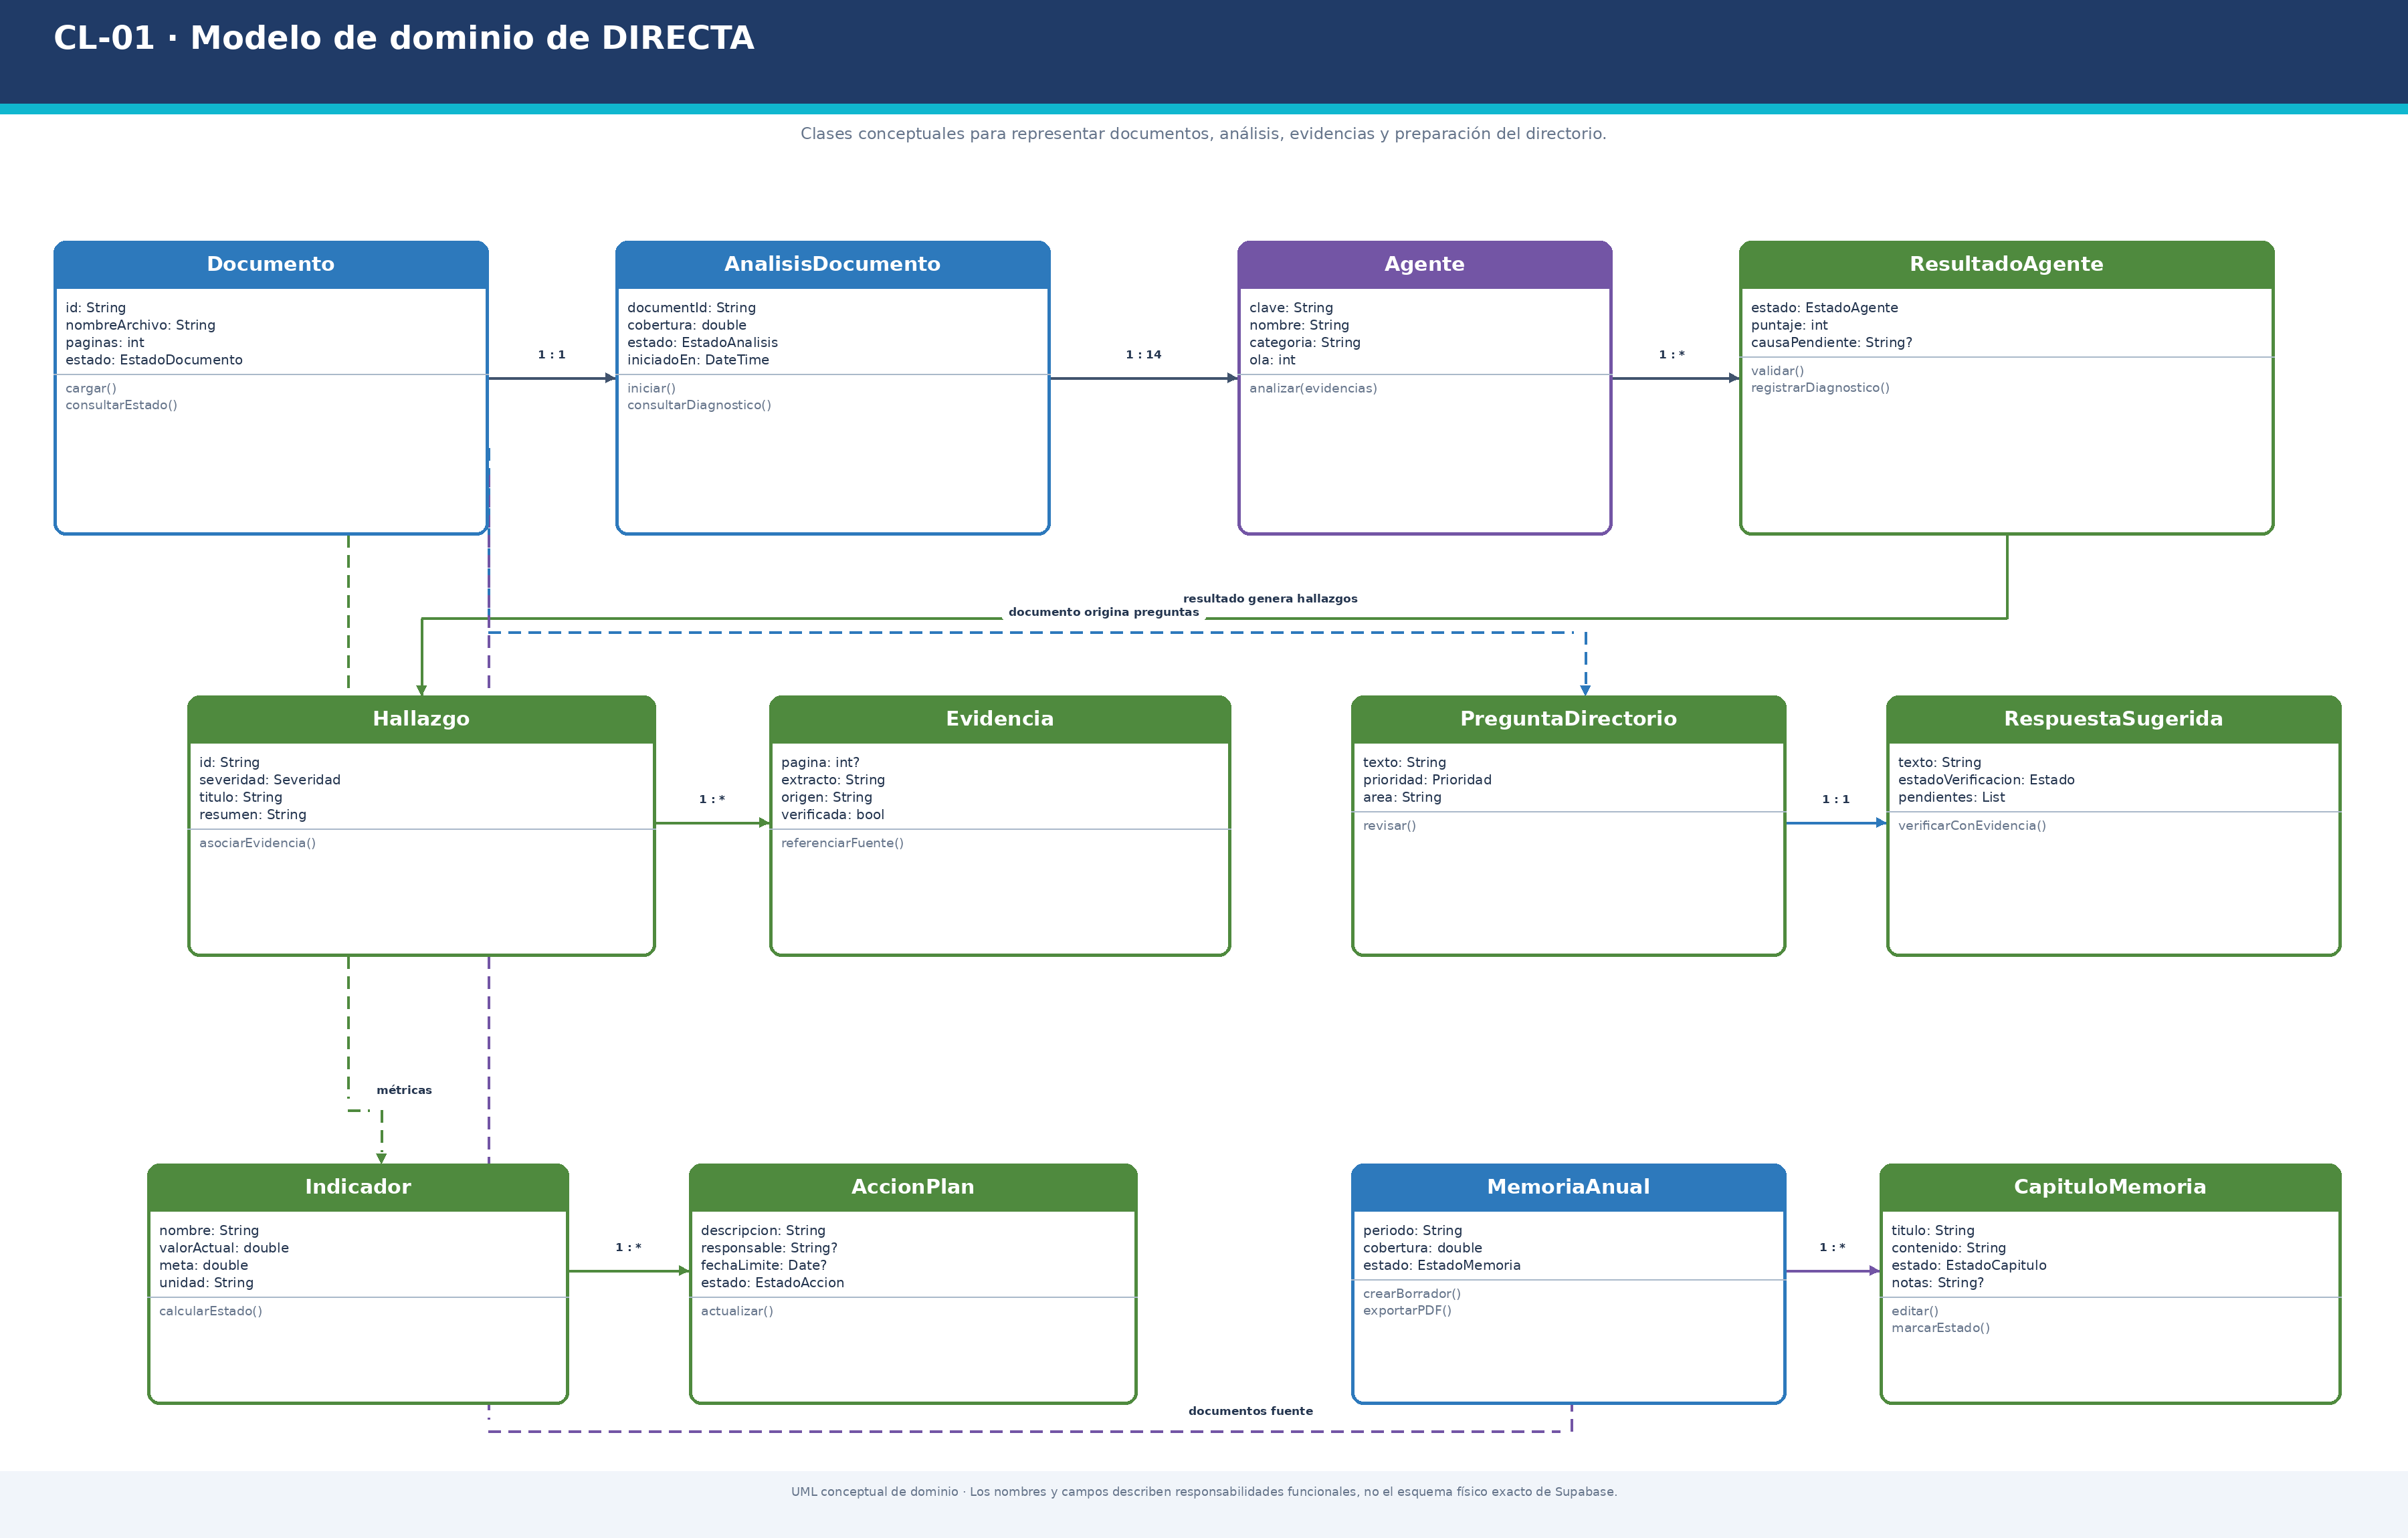 CL-01 · Modelo de dominio de DIRECTA
Clases conceptuales para representar documentos, análisis, evidencias y preparación del directorio.
Documento
id: String
nombreArchivo: String
paginas: int
estado: EstadoDocumento
cargar()
consultarEstado()
1 : 1
AnalisisDocumento
documentId: String
cobertura: double
estado: EstadoAnalisis
iniciadoEn: DateTime
iniciar()
consultarDiagnostico()
1 : 14
Agente
clave: String
nombre: String
categoria: String
ola: int
analizar(evidencias)
1 : *
ResultadoAgente
estado: EstadoAgente
puntaje: int
causaPendiente: String?
validar()
registrarDiagnostico()
resultado genera hallazgos
documento origina preguntas
Hallazgo
id: String
severidad: Severidad
titulo: String
resumen: String
asociarEvidencia()
1 : *
Evidencia
pagina: int?
extracto: String
origen: String
verificada: bool
referenciarFuente()
PreguntaDirectorio
texto: String
prioridad: Prioridad
area: String
revisar()
1 : 1
RespuestaSugerida
texto: String
estadoVerificacion: Estado
pendientes: List
verificarConEvidencia()
métricas
Indicador
nombre: String
valorActual: double
meta: double
unidad: String
calcularEstado()
1 : *
AccionPlan
descripcion: String
responsable: String?
fechaLimite: Date?
estado: EstadoAccion
actualizar()
MemoriaAnual
periodo: String
cobertura: double
estado: EstadoMemoria
crearBorrador()
exportarPDF()
1 : *
CapituloMemoria
titulo: String
contenido: String
estado: EstadoCapitulo
notas: String?
editar()
marcarEstado()
documentos fuente
UML conceptual de dominio · Los nombres y campos describen responsabilidades funcionales, no el esquema físico exacto de Supabase.